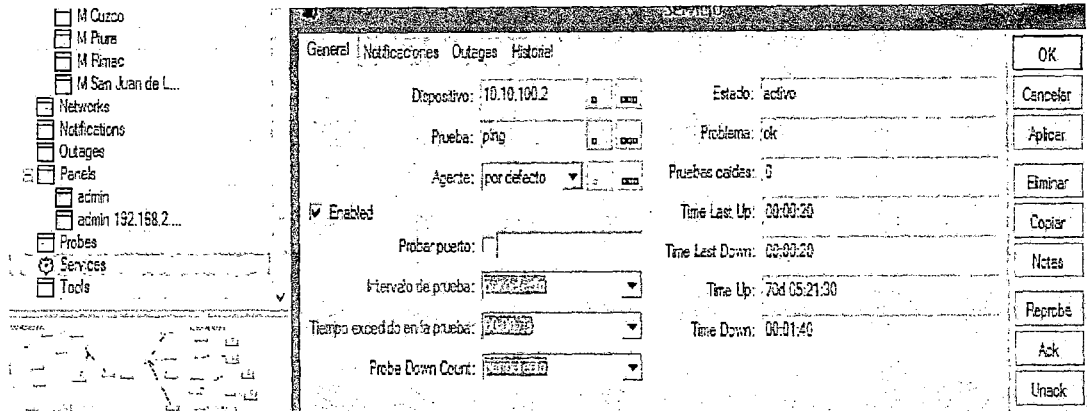 M Cuzco
M Piura
M Rimac
M San Juan de L...
Networks
Notifications
Outages
Panels
admin
admin 192.168.2....
Probes
Services
Tools
Servicio
General Notificaciones Outages Historial
Dispositivo: 10.10.100.2
Prueba: ping
Agente: por defecto
Enabled
Probar puerto:
Intervalo de prueba:
Tiempo excedido en la prueba:
Probe Down Count:
Estado: activo
Problema: ok
Pruebas caídas: 0
Time Last Up: 00:00:20
Time Last Down: 00:00:20
Time Up: 70d 05:21:30
Time Down: 00:01:40
OK
Cancelar
Aplicar
Eliminar
Copiar
Notas
Reprobe
Ack
Unack